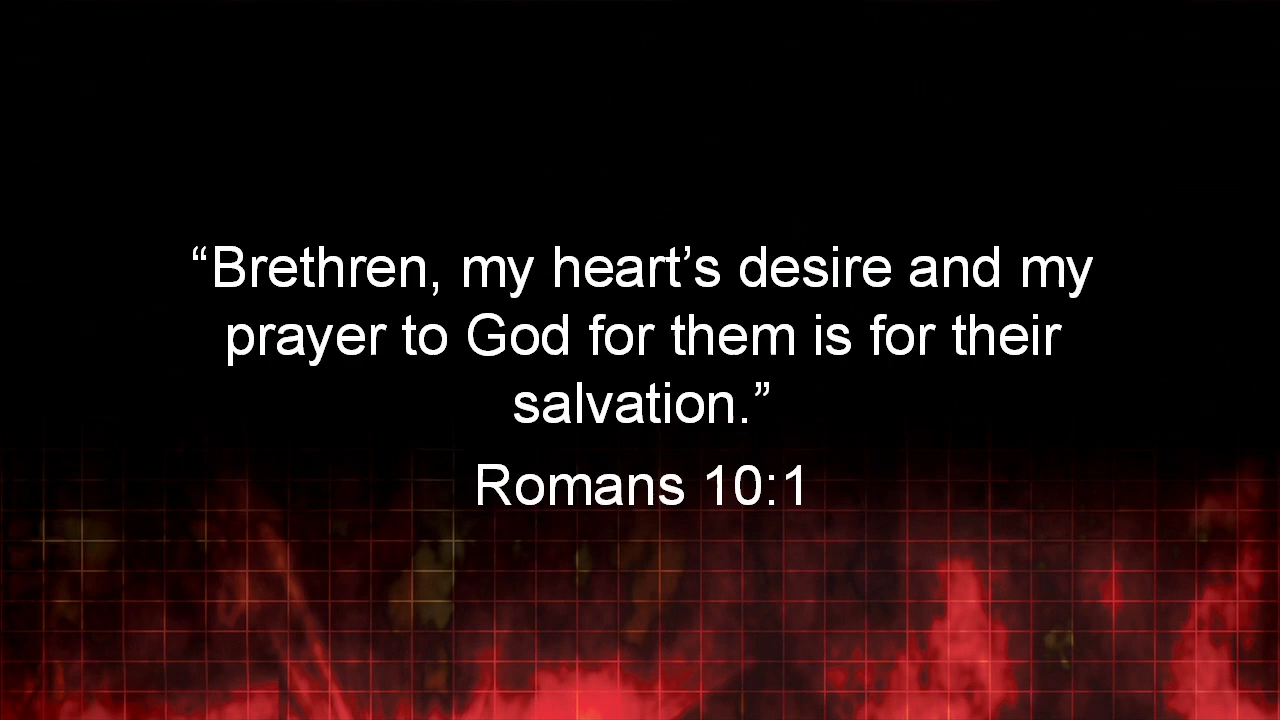 “Brethren, my heart’s desire and my
prayer to God for them is for their
salvation.”
Romans 10:1